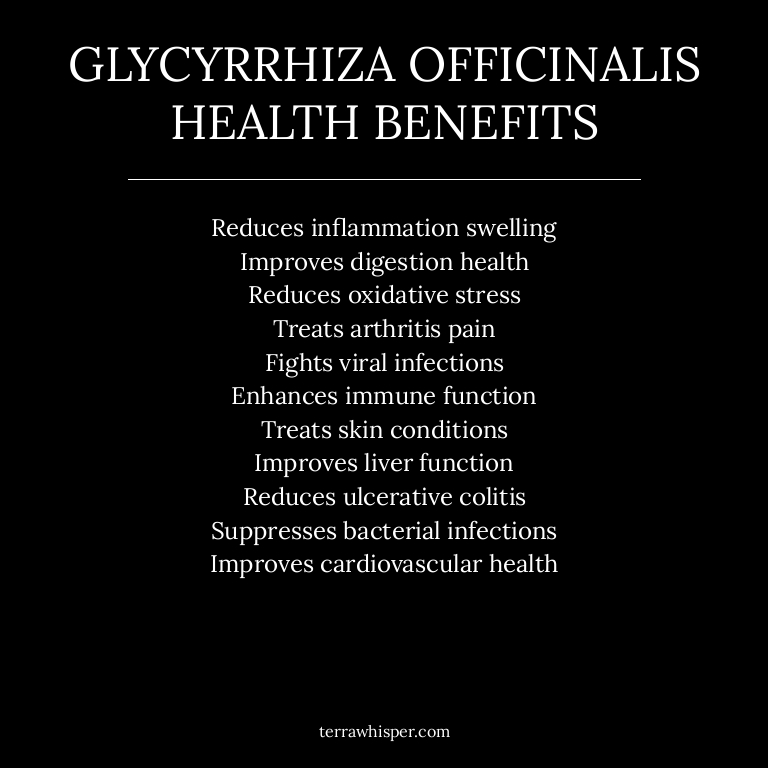 GLYCYRRHIZA OFFICINALIS
HEALTH BENEFITS
Reduces inflammation swelling
Improves digestion health
Reduces oxidative stress
Treats arthritis pain
Fights viral infections
Enhances immune function
Treats skin conditions
Improves liver function
Reduces ulcerative colitis
Suppresses bacterial infections
Improves cardiovascular health
terrawhisper.com